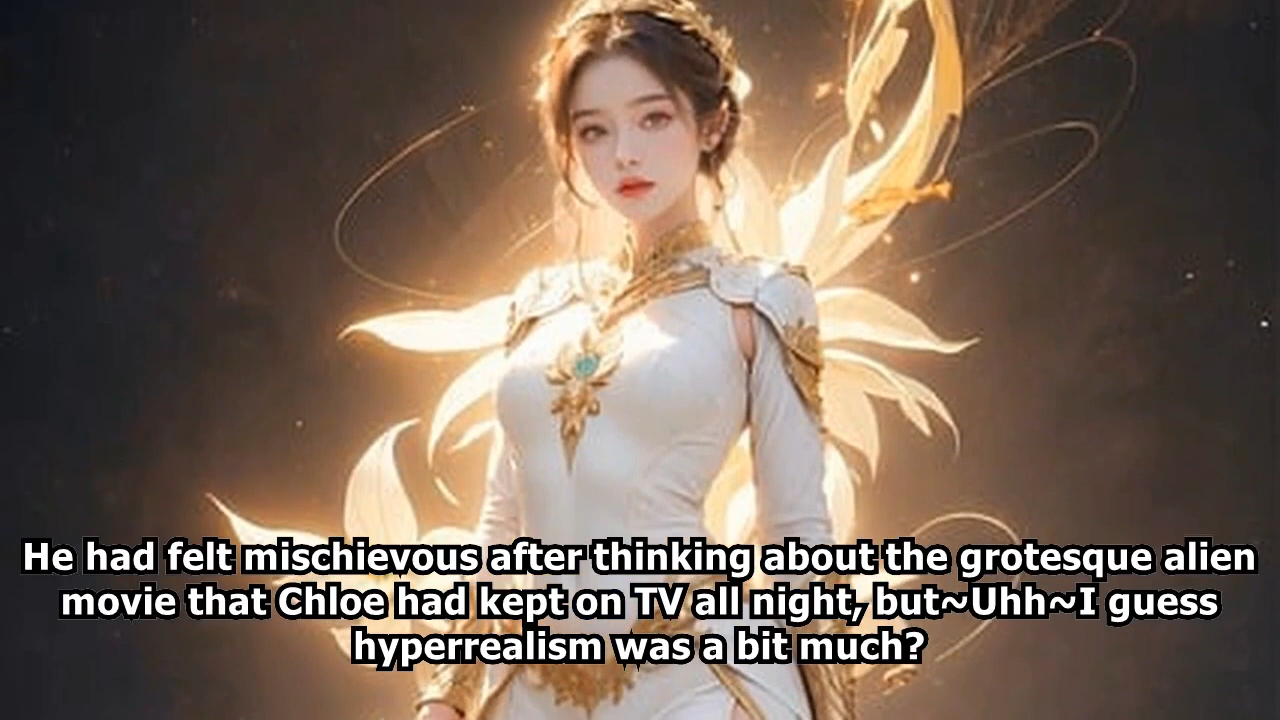 He had felt mischievous after thinking about the grotesque alien
movie that Chloe had kept on TV all night, but~Uhh~I guess
hyperrealism was a bit much?